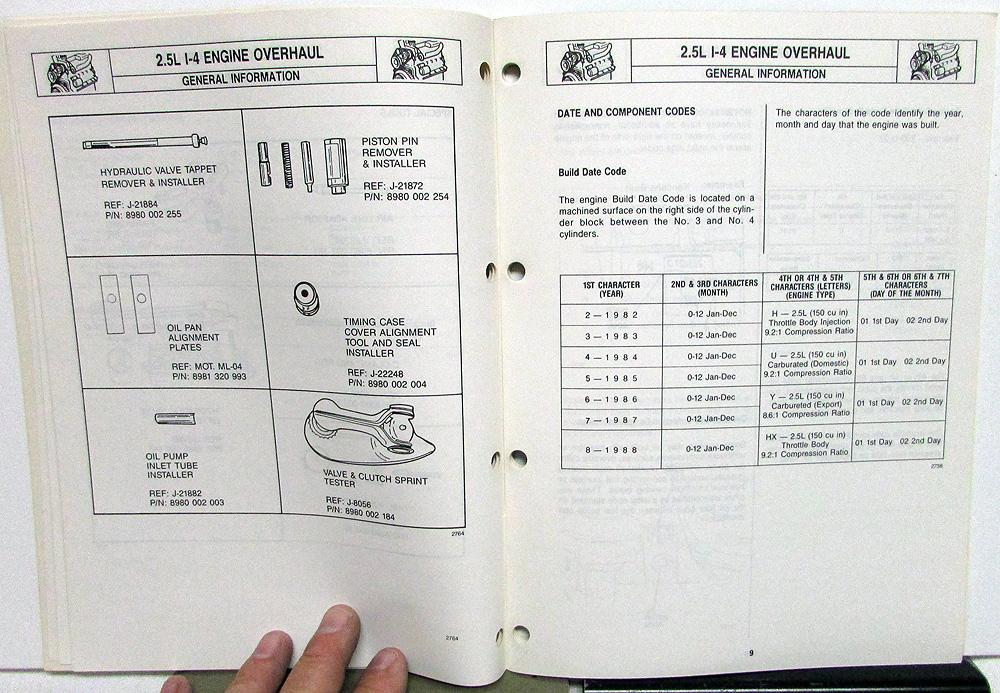 2.5L I-4 ENGINE OVERHAUL
GENERAL INFORMATION
HYDRAULIC VALVE TAPPET
REMOVER & INSTALLER
REF: J-21884
P/N: 8980 002 255
PISTON PIN
REMOVER
& INSTALLER
REF: J-21872
P/N: 8980 002 254
OIL PAN
ALIGNMENT
PLATES
REF: MOT. ML-04
P/N: 8981 320 993
TIMING CASE
COVER ALIGNMENT
TOOL AND SEAL
INSTALLER
REF: J-22248
P/N: 8980 002 004
OIL PUMP
INLET TUBE
INSTALLER
REF: J-21882
P/N: 8980 002 003
VALVE & CLUTCH SPRINT
TESTER
REF: J-8056
P/N: 8980 002 184
2764
2764
2.5L I-4 ENGINE OVERHAUL
GENERAL INFORMATION
DATE AND COMPONENT CODES
Build Date Code
The engine Build Date Code is located on a
machined surface on the right side of the cylin-
der block between the No. 3 and No. 4
cylinders.
The characters of the code identify the year,
month and day that the engine was built.
1ST CHARACTER
(YEAR)
2ND & 3RD CHARACTERS
(MONTH)
4TH OR 4TH & 5TH
CHARACTERS (LETTERS)
(ENGINE TYPE)
5TH & 6TH OR 6TH & 7TH
CHARACTERS
(DAY OF THE MONTH)
2 — 1 9 8 2
0-12 Jan-Dec
3 — 1 9 8 3
0-12 Jan-Dec
H — 2.5L (150 cu in)
Throttle Body Injection
9.2:1 Compression Ratio
01 1st Day 02 2nd Day
4 — 1 9 8 4
0-12 Jan-Dec
5 — 1 9 8 5
0-12 Jan-Dec
U — 2.5L (150 cu in)
Carburated (Domestic)
9.2:1 Compression Ratio
01 1st Day 02 2nd Day
6 — 1 9 8 6
0-12 Jan-Dec
7 — 1 9 8 7
0-12 Jan-Dec
Y — 2.5L (150 cu in)
Carbureted (Export)
8.6:1 Compression Ratio
01 1st Day 02 2nd Day
8 — 1 9 8 8
0-12 Jan-Dec
HX — 2.5L (150 cu in)
Throttle Body
9.2:1 Compression Ratio
01 1st Day 02 2nd Day
2756
9